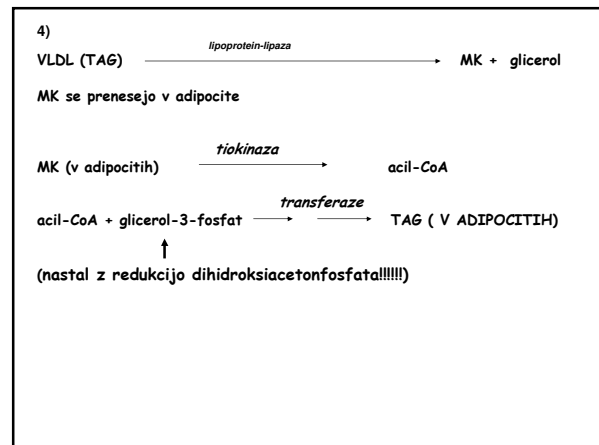 4)
lipoprotein-lipaza
VLDL (TAG) MK + glicerol
MK se prenesejo v adipocite
tiokinaza
MK (v adipocitih) acil-CoA
transferaze
acil-CoA + glicerol-3-fosfat TAG ( V ADIPOCITIH)
(nastal z redukcijo dihidroksiacetonfosfata!!!!!!)